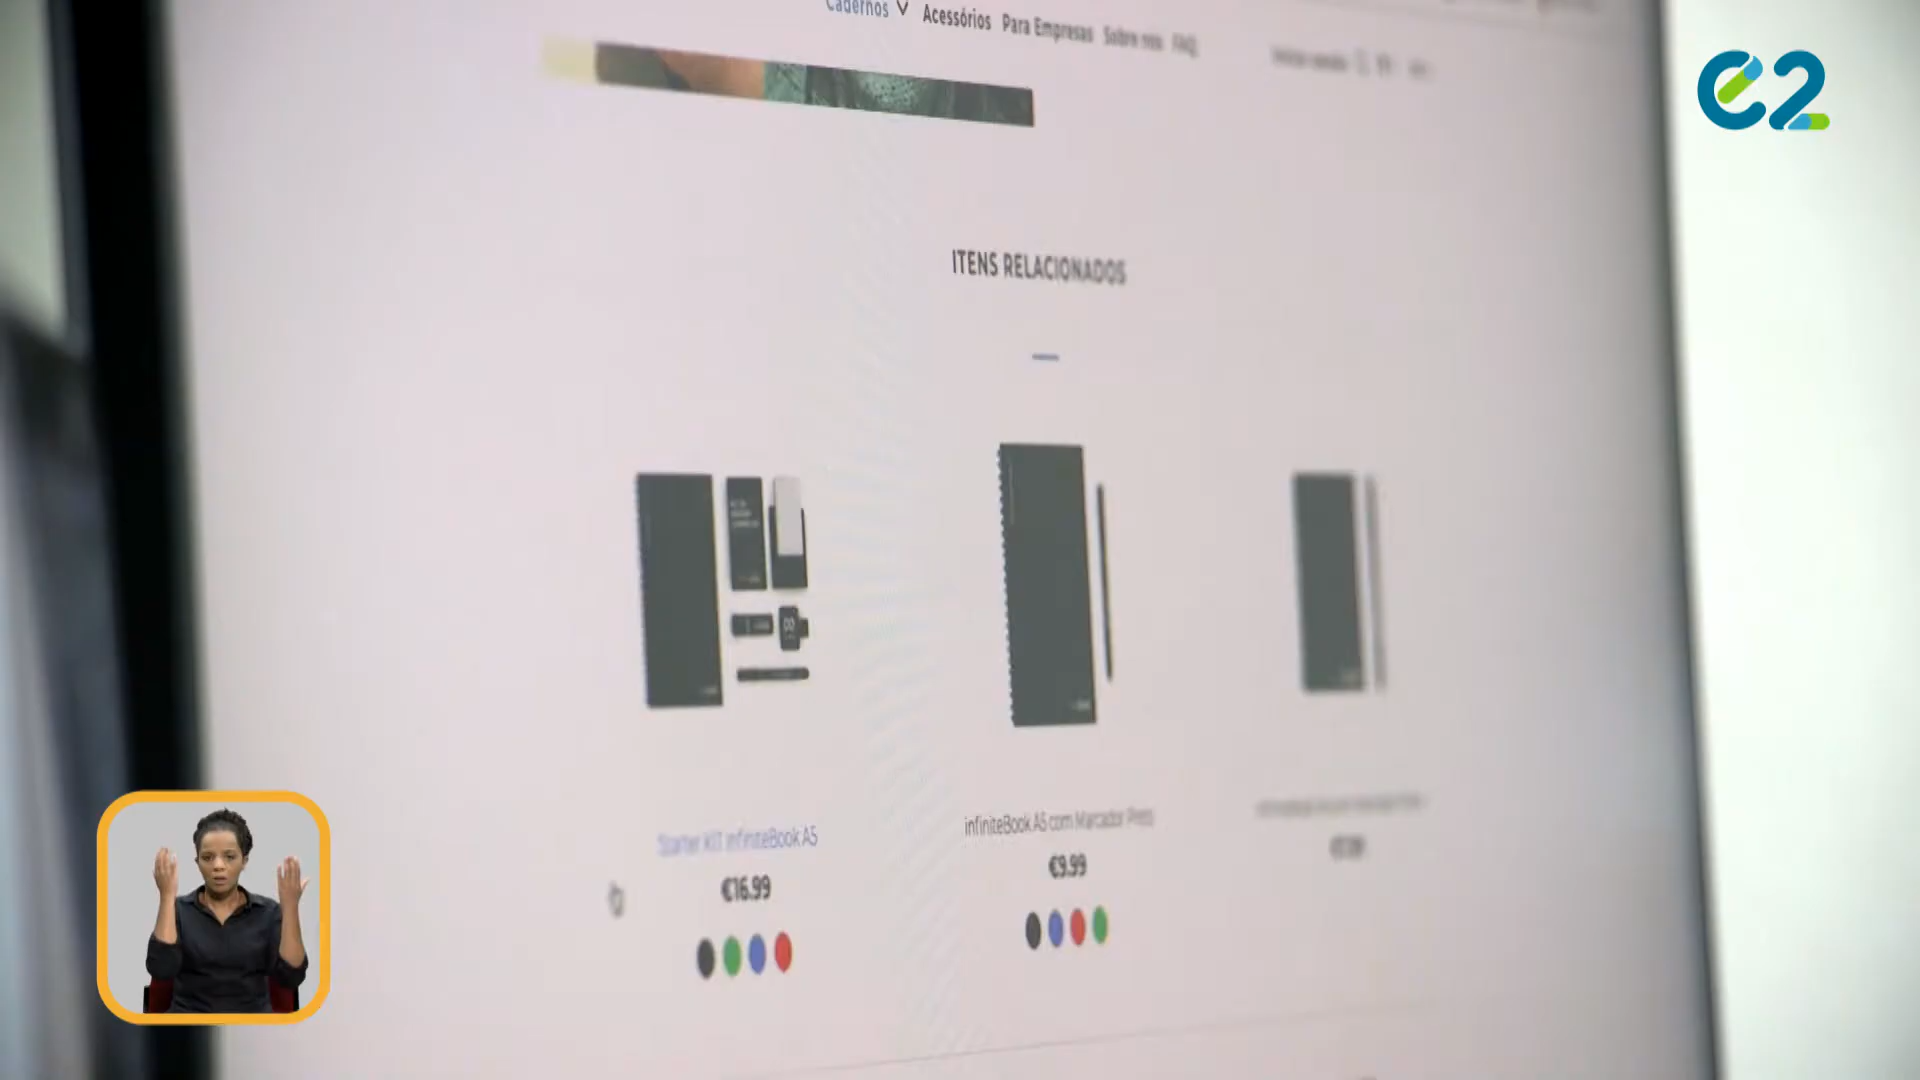 Cadernos Acessórios Para Empresas Sobre nós FAQ
e2
ITENS RELACIONADOS
Starter KIT infiniteBook A5
€16.99
infiniteBook A5 com Marcador Preto
€9.99